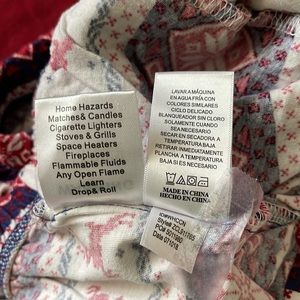 Home Hazards
Matches&Candles
Cigarette Lighters
Stoves & Grills
Space Heaters
Fireplaces
Flammable Fluids
Any Open Flame
Learn
Drop& Roll
LAVAR A MÁQUINA
EN AGUA FRÍA CON
COLORES SIMILARES
CICLO DELICADO
BLANQUEADOR SIN CLORO
SOLAMENTE CUANDO
SEA NECESARIO
SECAR EN SECADORA A
TEMPERATURA BAJA
RETIRAR INMEDIATAMENTE
PLANCHA A TEMPERATURA
BAJA SI ES NECESARIO
MADE IN CHINA
HECHO EN CHINA
Date 071018